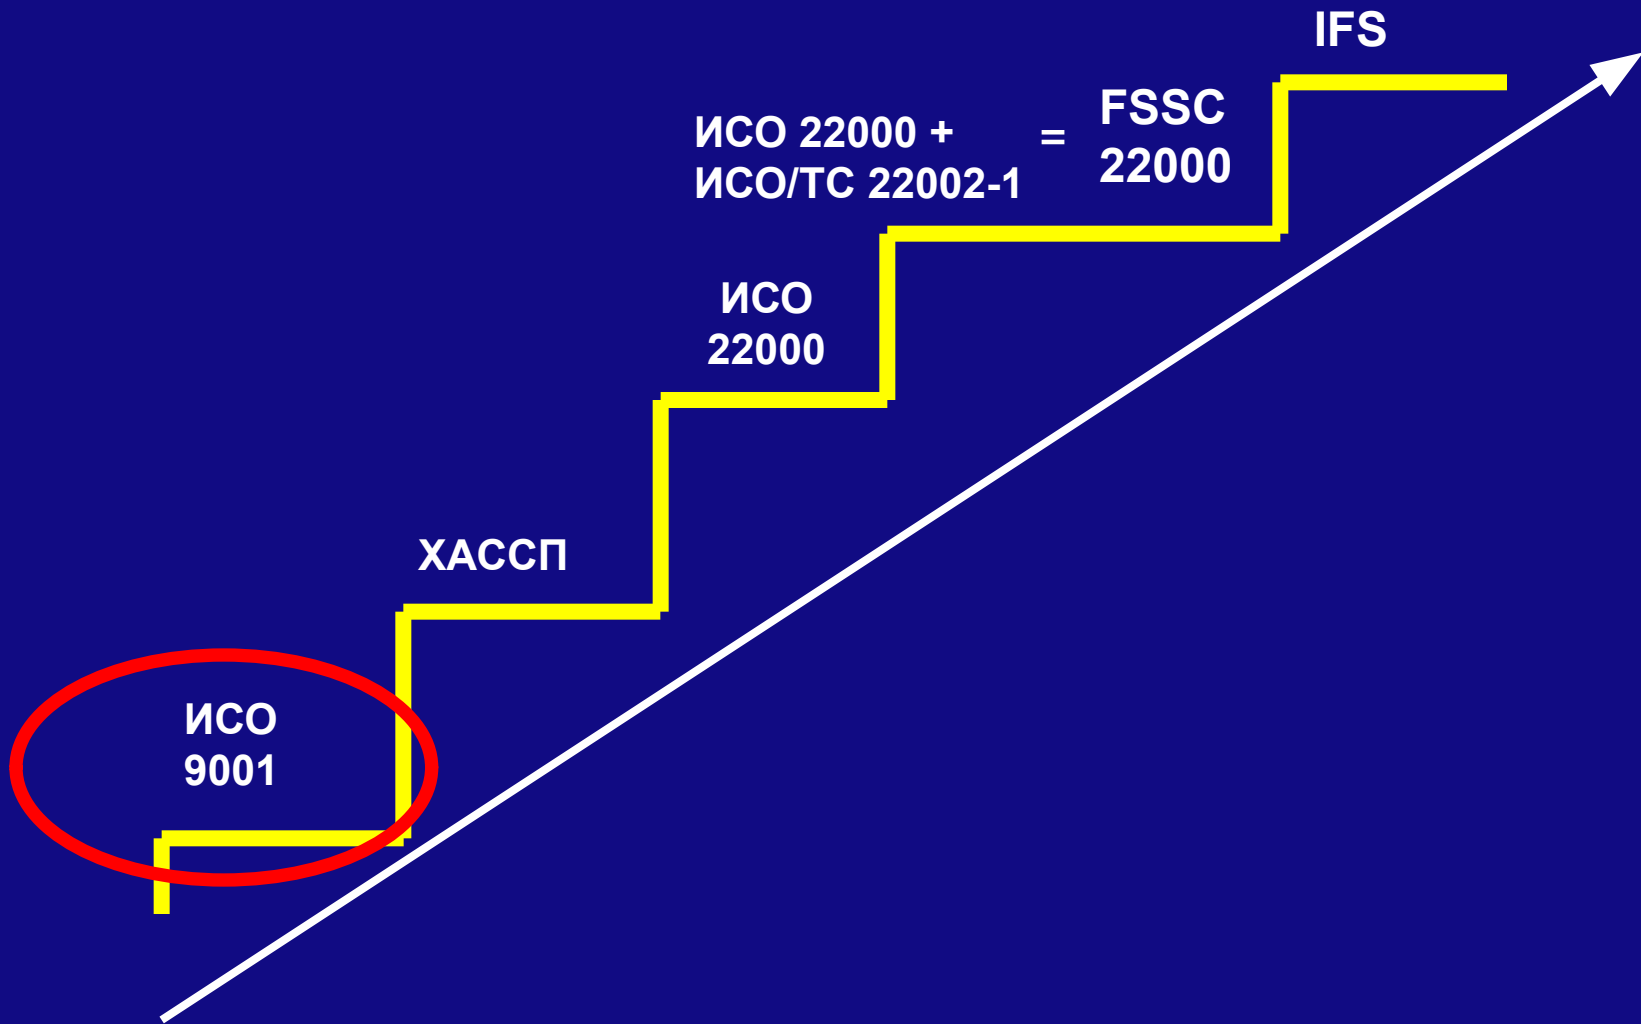 IFS
ИСО 22000 +
ИСО/ТС 22002-1
=
FSSC
22000
ИСО
22000
ХАССП
ИСО
9001